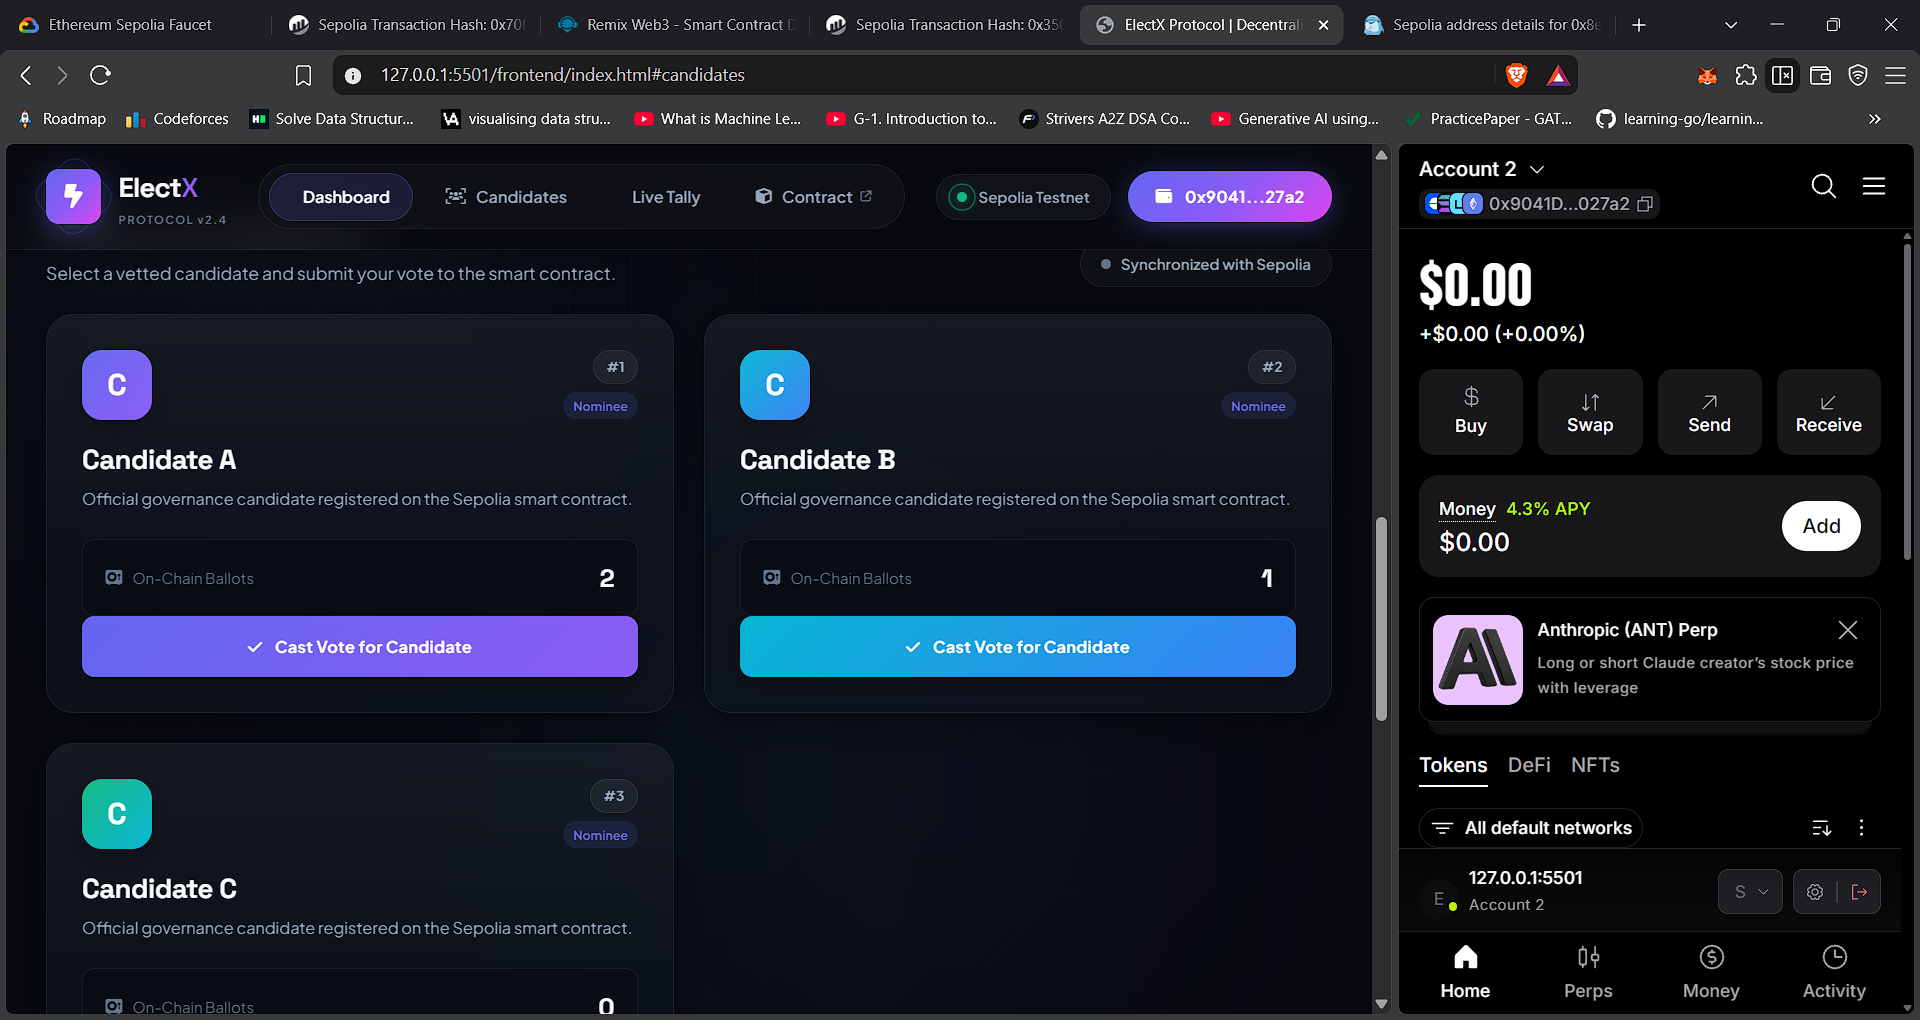 Ethereum Sepolia Faucet
Sepolia Transaction Hash: 0x70f
Remix Web3 - Smart Contract D
Sepolia Transaction Hash: 0x350
ElectX Protocol | Decentrali
Sepolia address details for 0x8e
127.0.0.1:5501/frontend/index.html#candidates
Roadmap
Codeforces
Solve Data Structur...
visualising data stru...
What is Machine Le...
G-1. Introduction to...
Strivers A2Z DSA Co...
Generative AI using...
PracticePaper - GAT...
learning-go/learnin...
ElectX
PROTOCOL v2.4
Dashboard
Candidates
Live Tally
Contract
Sepolia Testnet
0x9041...27a2
Select a vetted candidate and submit your vote to the smart contract.
Synchronized with Sepolia
C
#1
Nominee
Candidate A
Official governance candidate registered on the Sepolia smart contract.
On-Chain Ballots
2
Cast Vote for Candidate
C
#2
Nominee
Candidate B
Official governance candidate registered on the Sepolia smart contract.
On-Chain Ballots
1
Cast Vote for Candidate
C
#3
Nominee
Candidate C
Official governance candidate registered on the Sepolia smart contract.
On-Chain Ballots
0
Account 2
0x9041D...027a2
$0.00
+$0.00 (+0.00%)
Buy
Swap
Send
Receive
Money 4.3% APY
$0.00
Add
Anthropic (ANT) Perp
Long or short Claude creator's stock price
with leverage
Tokens
DeFi
NFTs
All default networks
E
127.0.0.1:5501
Account 2
S
Home
Perps
Money
Activity